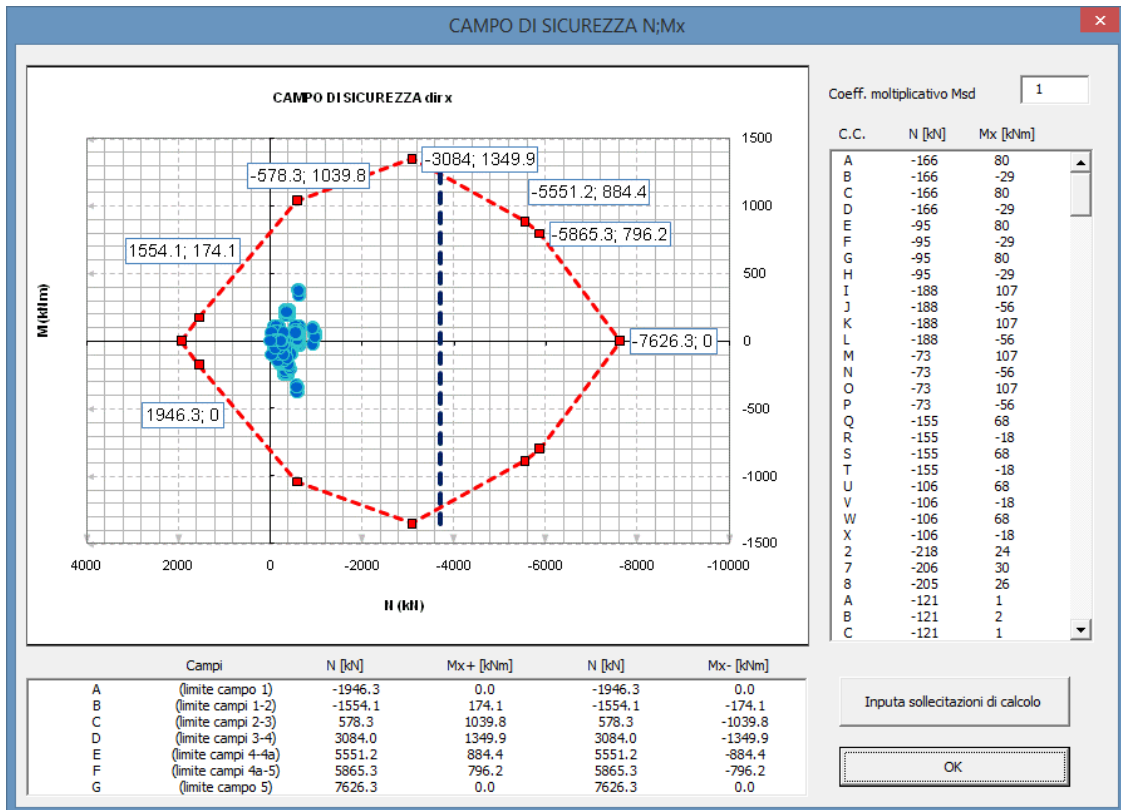 CAMPO DI SICUREZZA N;Mx
CAMPO DI SICUREZZA dir x
1500
1000
500
0
-500
-1000
-1500
-578.3; 1039.8
-3084; 1349.9
-5551.2; 884.4
-5865.3; 796.2
1554.1; 174.1
-7626.3; 0
1946.3; 0
M (kNm)
4000 2000 0 -2000 -4000 -6000 -8000 -10000
N (kN)
Coeff. moltiplicativo Msd 1
C.C. N [kN] Mx [kNm]
A -166 80
B -166 -29
C -166 80
D -166 -29
E -95 80
F -95 -29
G -95 80
H -95 -29
I -188 107
J -188 -56
K -188 107
L -188 -56
M -73 107
N -73 -56
O -73 107
P -73 -56
Q -155 68
R -155 -18
S -155 68
T -155 -18
U -106 68
V -106 -18
W -106 68
X -106 -18
2 -218 24
7 -206 30
8 -205 26
A -121 1
B -121 2
C -121 1
Campi N [kN] Mx+ [kNm] N [kN] Mx- [kNm]
A (limite campo 1) -1946.3 0.0 -1946.3 0.0
B (limite campi 1-2) -1554.1 174.1 -1554.1 -174.1
C (limite campi 2-3) 578.3 1039.8 578.3 -1039.8
D (limite campi 3-4) 3084.0 1349.9 3084.0 -1349.9
E (limite campi 4-4a) 5551.2 884.4 5551.2 -884.4
F (limite campi 4a-5) 5865.3 796.2 5865.3 -796.2
G (limite campo 5) 7626.3 0.0 7626.3 0.0
Inputa sollecitazioni di calcolo
OK